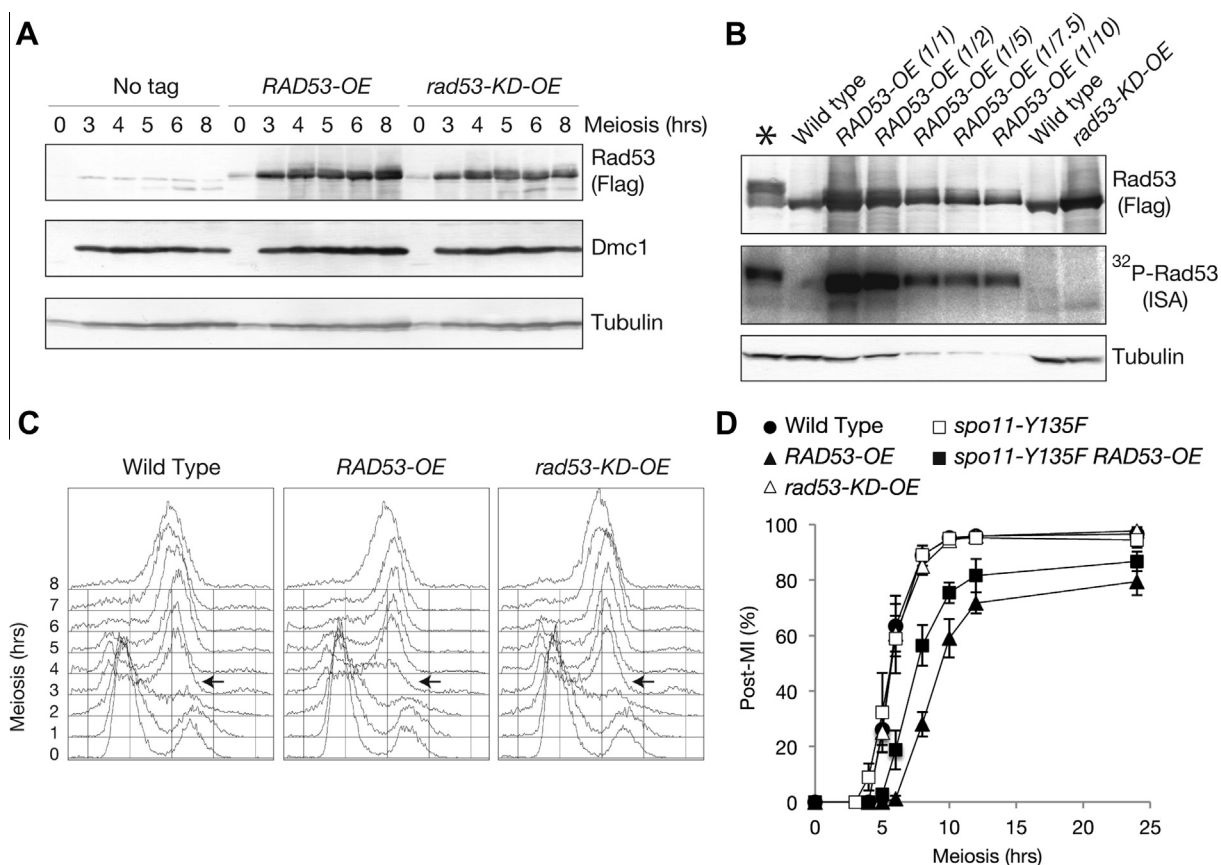 A
No tag RAD53-OE rad53-KD-OE
0 3 4 5 6 8 0 3 4 5 6 8 0 3 4 5 6 8 Meiosis (hrs)
Rad53
(Flag)
Dmc1
Tubulin
B
* Wild type RAD53-OE (1/1) RAD53-OE (1/2) RAD53-OE (1/5) RAD53-OE (1/7.5) RAD53-OE (1/10) Wild type rad53-KD-OE
Rad53
(Flag)
32P-Rad53
(ISA)
Tubulin
C
Wild Type RAD53-OE rad53-KD-OE
Meiosis (hrs)
8
7
6
5
4
3
2
1
0
D
Wild Type spo11-Y135F
RAD53-OE spo11-Y135F RAD53-OE
rad53-KD-OE
Post-MI (%)
100
80
60
40
20
0
0 5 10 15 20 25
Meiosis (hrs)